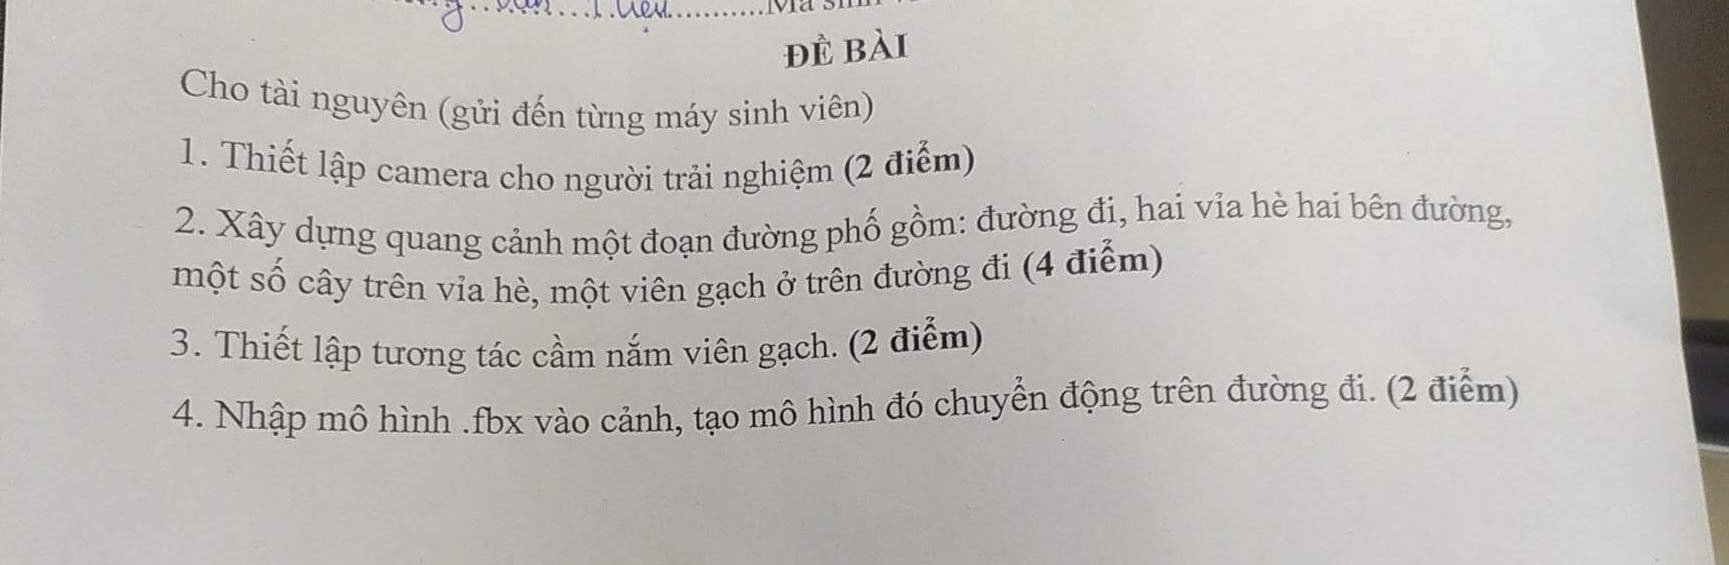 ĐỀ BÀI
Cho tài nguyên (gửi đến từng máy sinh viên)
1. Thiết lập camera cho người trải nghiệm (2 điểm)
2. Xây dựng quang cảnh một đoạn đường phố gồm: đường đi, hai vỉa hè hai bên đường,
một số cây trên vỉa hè, một viên gạch ở trên đường đi (4 điểm)
3. Thiết lập tương tác cầm nắm viên gạch. (2 điểm)
4. Nhập mô hình .fbx vào cảnh, tạo mô hình đó chuyển động trên đường đi. (2 điểm)